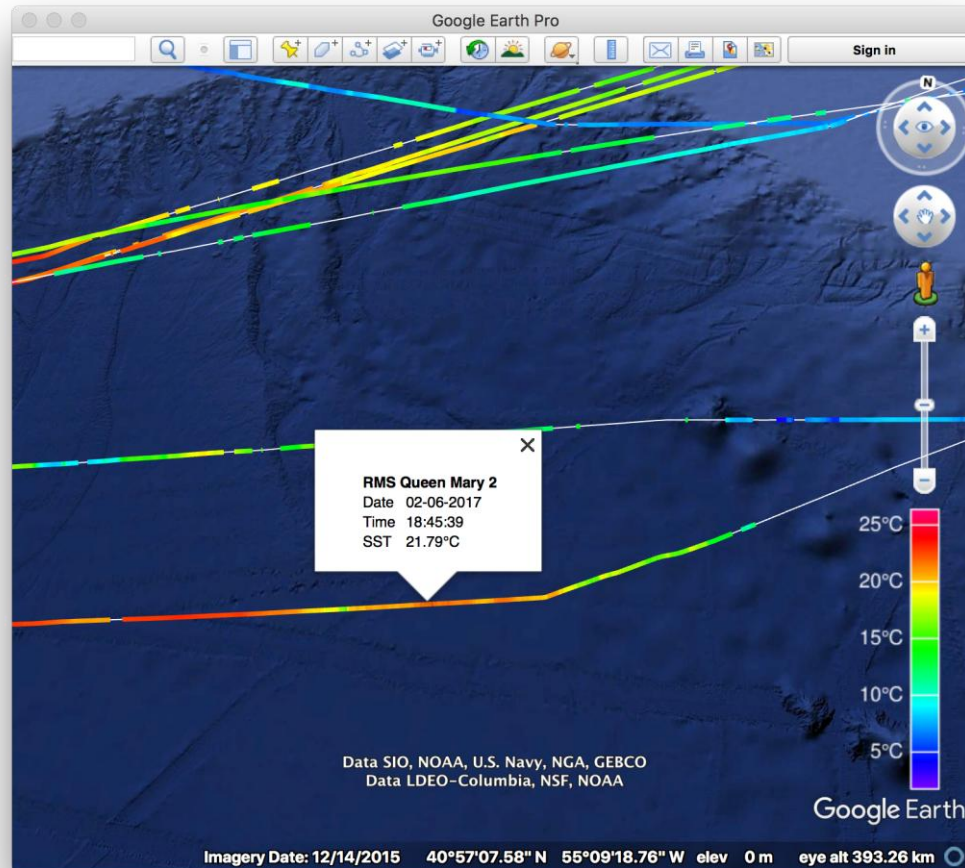 Google Earth Pro
Sign in
N
RMS Queen Mary 2
Date 02-06-2017
Time 18:45:39
SST 21.79°C
25°C
20°C
15°C
10°C
5°C
Data SIO, NOAA, U.S. Navy, NGA, GEBCO
Data LDEO-Columbia, NSF, NOAA
Google Earth
Imagery Date: 12/14/2015 40°57'07.58" N 55°09'18.76" W elev 0 m eye alt 393.26 km